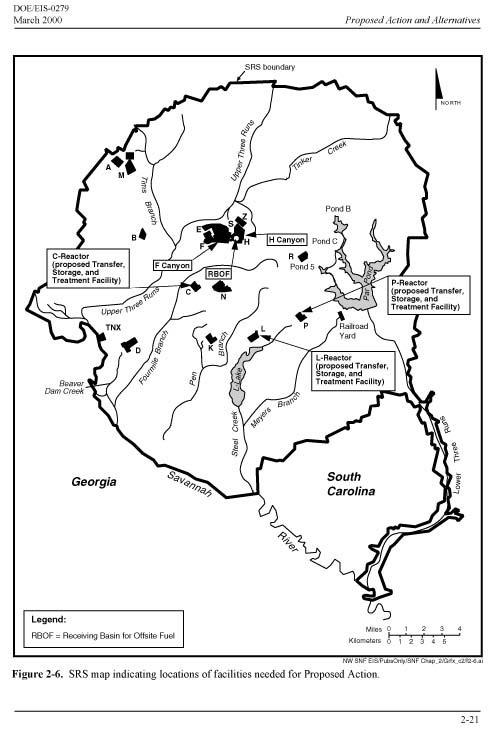 DOE/EIS-0279
March 2000 Proposed Action and Alternatives
SRS boundary
NORTH
Upper Three Runs
Tinker Creek
A
M
Tims Branch
Pond B
Z
S
E
B
H
F
H Canyon
Pond C
C-Reactor
(proposed Transfer,
Storage, and
Treatment Facility)
F Canyon
R
Pond 5
RBOF
Par Pond
P-Reactor
(proposed Transfer,
Storage, and
Treatment Facility)
C
N
Upper Three Runs
TNX
P
Railroad
Yard
L
D
K
Fourmile Branch
Pen Branch
L-Reactor
(proposed Transfer,
Storage, and
Treatment Facility)
Beaver
Dam Creek
L Lake
Steel Creek
Meyers Branch
Lower Three Runs
Georgia
South
Carolina
Savannah River
Legend:
RBOF = Receiving Basin for Offsite Fuel
Miles 0 1 2 3 4
Kilometers 0 1 2 3 4 5
NW SNF EIS/PubsOnly/SNF Chap_2/Grfx_c2/f2-6.ai
Figure 2-6. SRS map indicating locations of facilities needed for Proposed Action.
2-21